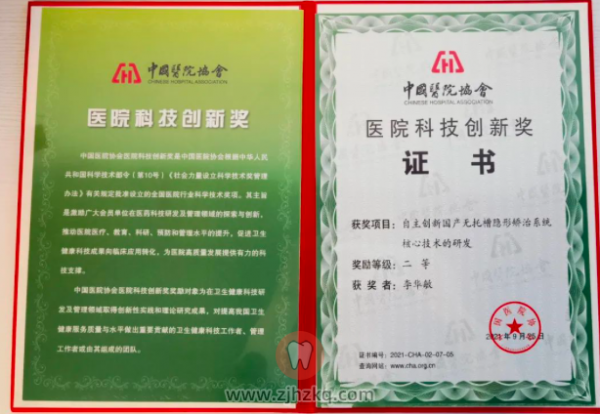 中國醫院協會
CHINESE HOSPITAL ASSOCIATION
医院科技创新奖
中国医院协会医院科技创新奖是中国医院协会根据中华人民
共和国科学技术部令（第10号）《社会力量设立科学技术奖管理
办法》有关规定批准设立的全国医院行业科学技术奖项。其主旨
是激励广大会员单位在医药科技研发及管理领域的探索与创新，
推动医院医疗、教育、科研、预防和管理水平的提升，促进卫生
健康科技成果向临床应用转化，为医院高质量发展提供有力的科
技支撑。
中国医院协会医院科技创新奖奖励对象为在卫生健康科技研
发及管理领域取得创新性实践和理论研究成果，对提高我国卫生
健康服务质量与水平做出重要贡献的卫生健康科技工作者、管理
工作者或由其组成的团队。
中國醫院協會
CHINESE HOSPITAL ASSOCIATION
医院科技创新奖
证书
获奖项目：自主创新国产无托槽隐形矫治系统
核心技术的研发
奖励等级：二等
获奖者：李华敏
2021年9月
证书编号：2021-CHA-02-07-05
查询网站：www.cha.org.cn
www.zjhzkq.com